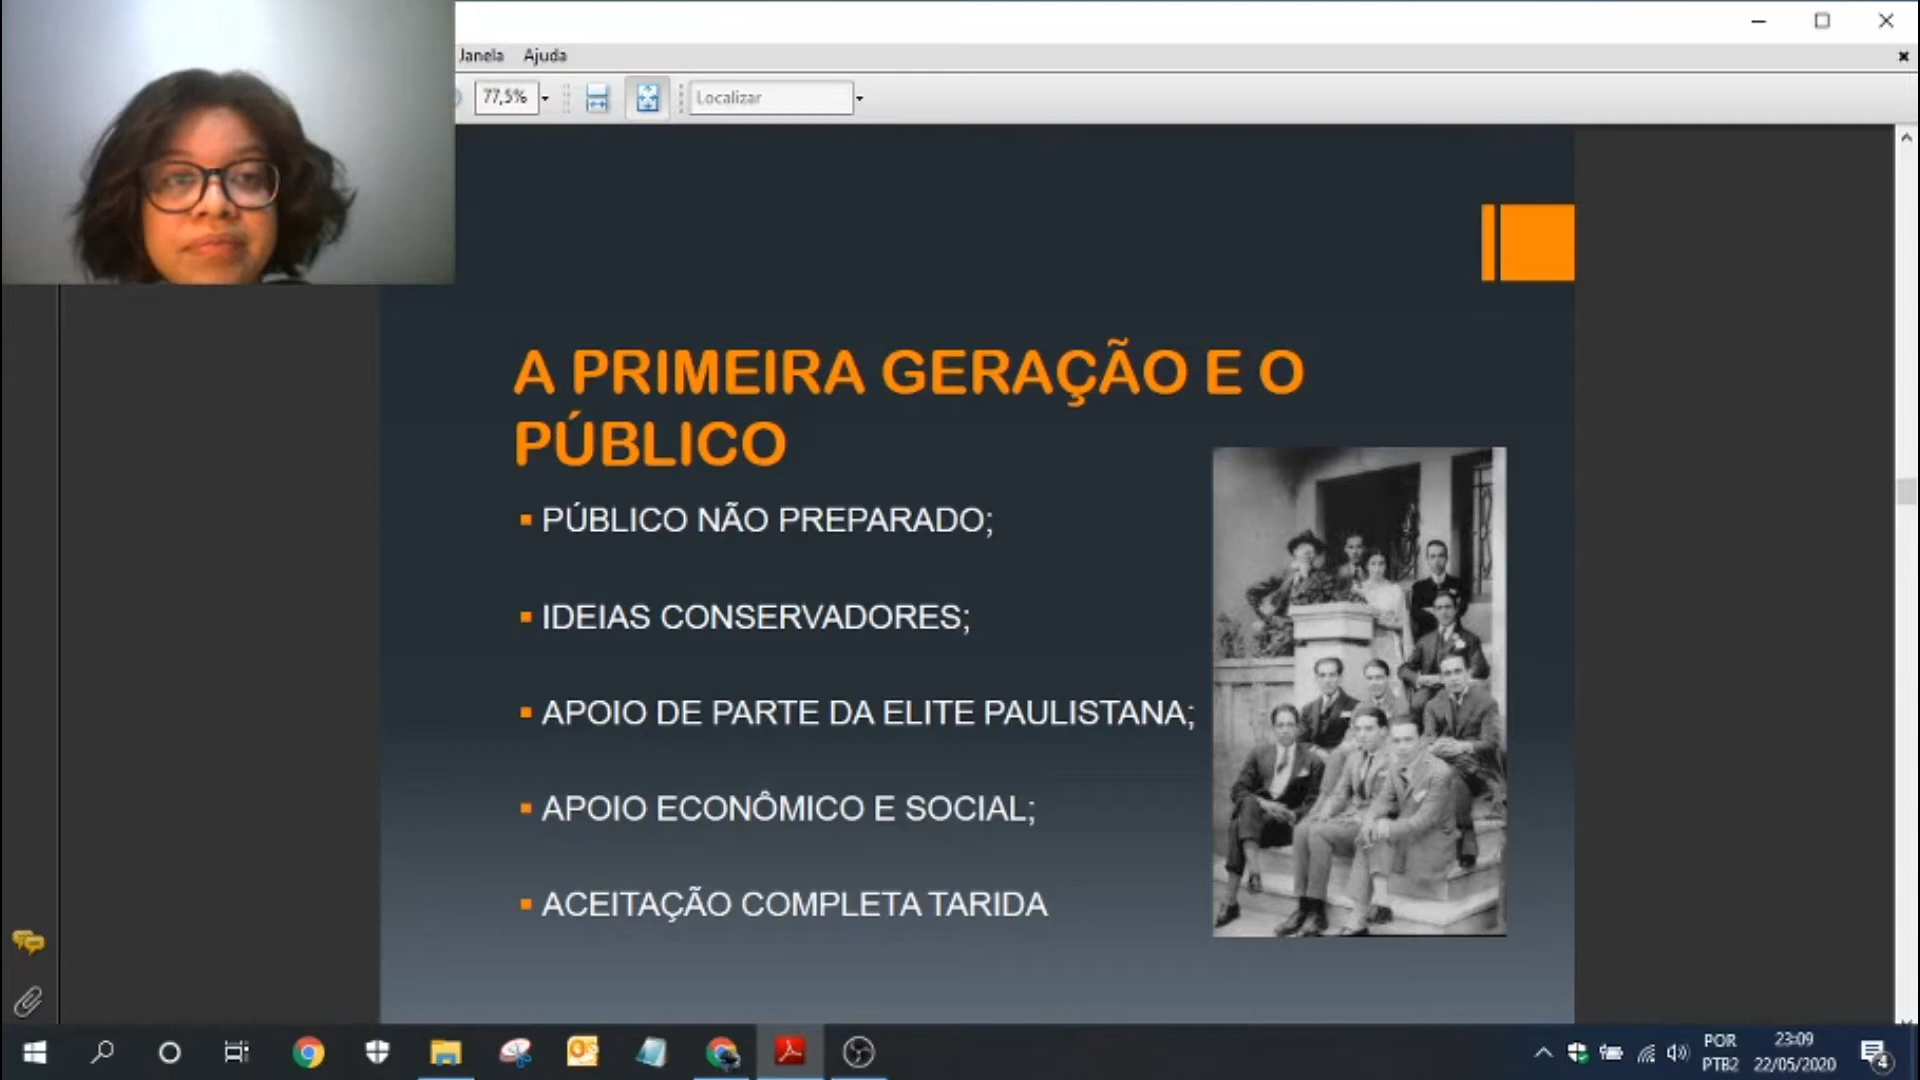 Janela Ajuda
77,5%
Localizar
A PRIMEIRA GERAÇÃO E O
PÚBLICO
PÚBLICO NÃO PREPARADO;
IDEIAS CONSERVADORES;
APOIO DE PARTE DA ELITE PAULISTANA;
APOIO ECONÔMICO E SOCIAL;
ACEITAÇÃO COMPLETA TARIDA
POR
PTB2
23:09
22/05/2020
4